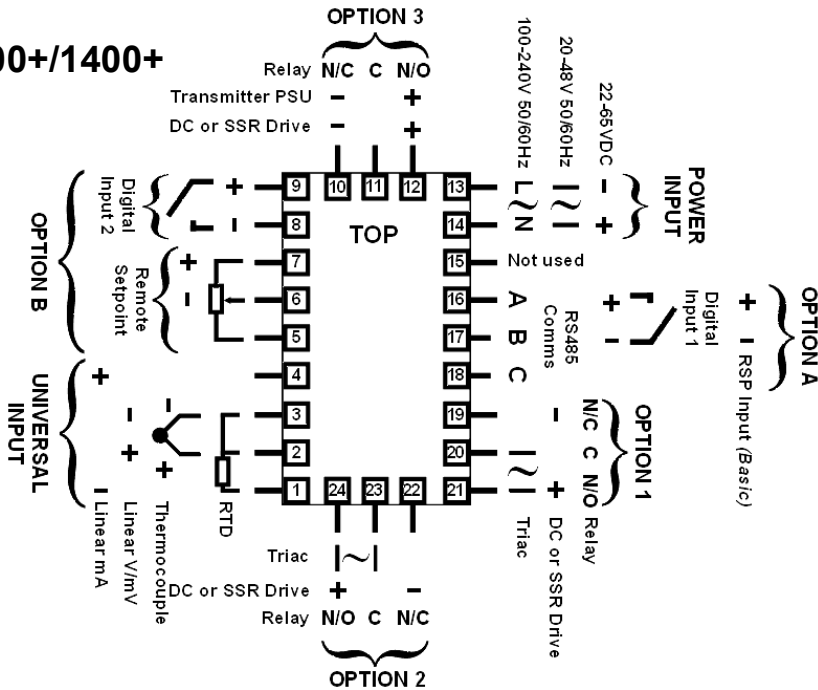 OPTION 3
00+/1400+
Relay N/C C N/O
Transmitter PSU - +
DC or SSR Drive - +
100-240V 50/60Hz
20-48V 50/60Hz
22-65VDC
L ~ N
~
- +
POWER
INPUT
9 10 11 12 13
8 14
TOP
7 15 Not used
6 16 A
5 17 B
4 18 C
3 19
2 20
1 24 23 22 21
+ -
Digital
Input 2
+ -
Remote
Setpoint
OPTION B
RS485
Comms
+ -
Digital
Input 1
+ - RSP Input (Basic)
OPTION A
UNIVERSAL
INPUT
+ - Linear mA
- + Linear V/mV
- + Thermocouple
RTD
OPTION 1
N/C C N/O Relay
- + DC or SSR Drive
~ Triac
Triac ~
DC or SSR Drive + -
Relay N/O C N/C
OPTION 2